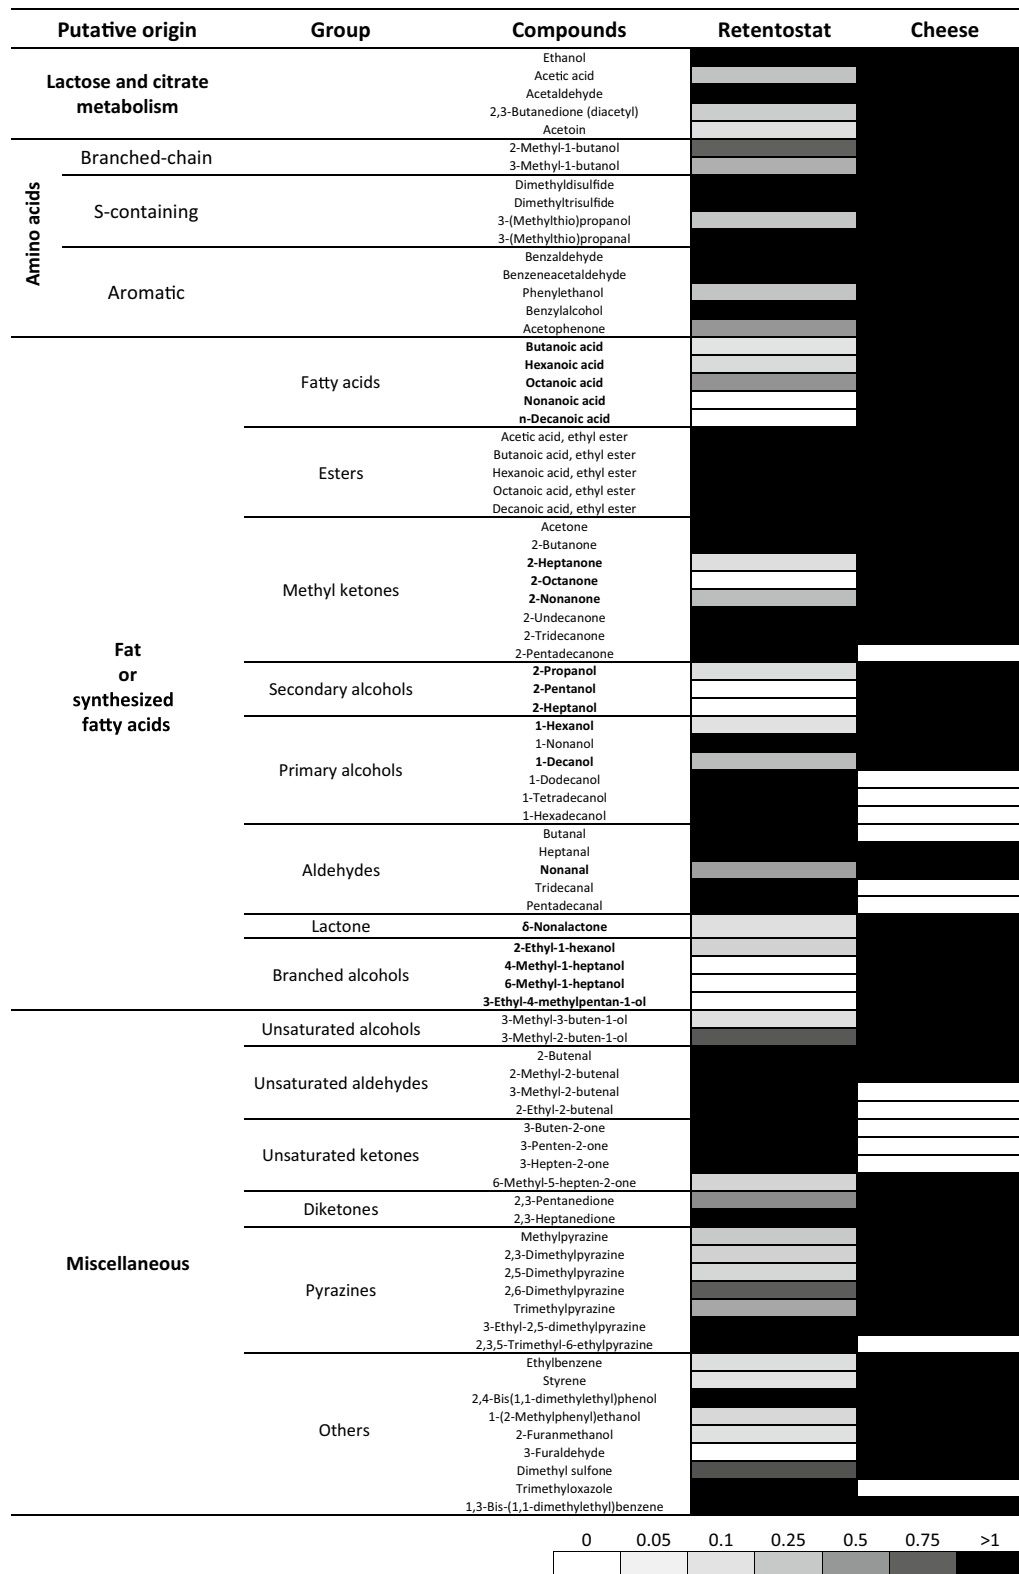 Putative origin Group Compounds Retentostat Cheese
Lactose and citrate
metabolism
Ethanol
Acetic acid
Acetaldehyde
2,3-Butanedione (diacetyl)
Acetoin
Amino acids
Branched-chain
2-Methyl-1-butanol
3-Methyl-1-butanol
S-containing
Dimethyldisulfide
Dimethyltrisulfide
3-(Methylthio)propanol
3-(Methylthio)propanal
Aromatic
Benzaldehyde
Benzeneacetaldehyde
Phenylethanol
Benzylalcohol
Acetophenone
Fat
or
synthesized
fatty acids
Fatty acids
Butanoic acid
Hexanoic acid
Octanoic acid
Nonanoic acid
n-Decanoic acid
Esters
Acetic acid, ethyl ester
Butanoic acid, ethyl ester
Hexanoic acid, ethyl ester
Octanoic acid, ethyl ester
Decanoic acid, ethyl ester
Methyl ketones
Acetone
2-Butanone
2-Heptanone
2-Octanone
2-Nonanone
2-Undecanone
2-Tridecanone
2-Pentadecanone
Secondary alcohols
2-Propanol
2-Pentanol
2-Heptanol
Primary alcohols
1-Hexanol
1-Nonanol
1-Decanol
1-Dodecanol
1-Tetradecanol
1-Hexadecanol
Aldehydes
Butanal
Heptanal
Nonanal
Tridecanal
Pentadecanal
Lactone
δ-Nonalactone
Branched alcohols
2-Ethyl-1-hexanol
4-Methyl-1-heptanol
6-Methyl-1-heptanol
3-Ethyl-4-methylpentan-1-ol
Miscellaneous
Unsaturated alcohols
3-Methyl-3-buten-1-ol
3-Methyl-2-buten-1-ol
Unsaturated aldehydes
2-Butenal
2-Methyl-2-butenal
3-Methyl-2-butenal
2-Ethyl-2-butenal
Unsaturated ketones
3-Buten-2-one
3-Penten-2-one
3-Hepten-2-one
6-Methyl-5-hepten-2-one
Diketones
2,3-Pentanedione
2,3-Heptanedione
Pyrazines
Methylpyrazine
2,3-Dimethylpyrazine
2,5-Dimethylpyrazine
2,6-Dimethylpyrazine
Trimethylpyrazine
3-Ethyl-2,5-dimethylpyrazine
2,3,5-Trimethyl-6-ethylpyrazine
Others
Ethylbenzene
Styrene
2,4-Bis(1,1-dimethylethyl)phenol
1-(2-Methylphenyl)ethanol
2-Furanmethanol
3-Furaldehyde
Dimethyl sulfone
Trimethyloxazole
1,3-Bis-(1,1-dimethylethyl)benzene
0 0.05 0.1 0.25 0.5 0.75 >1